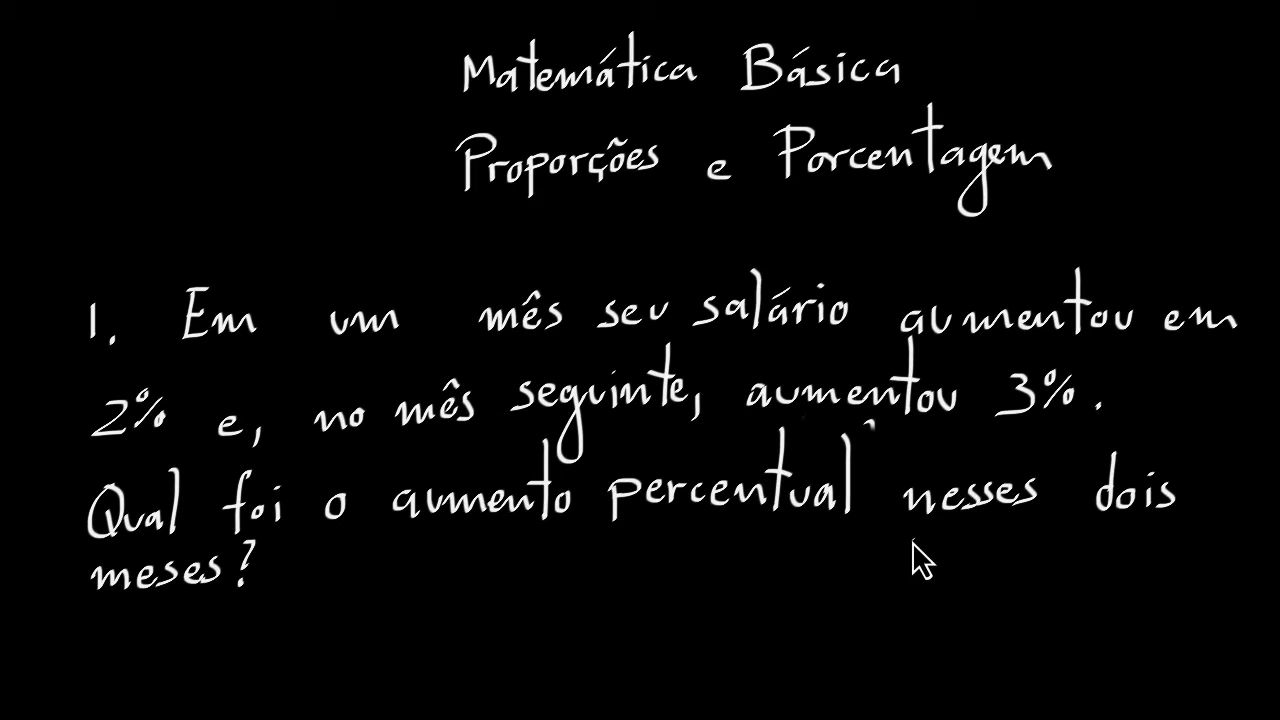 Matemática Básica
Proporções e Porcentagem
1. Em um mês seu salário aumentou em
2% e, no mês seguinte, aumentou 3%.
Qual foi o aumento percentual nesses dois
meses?